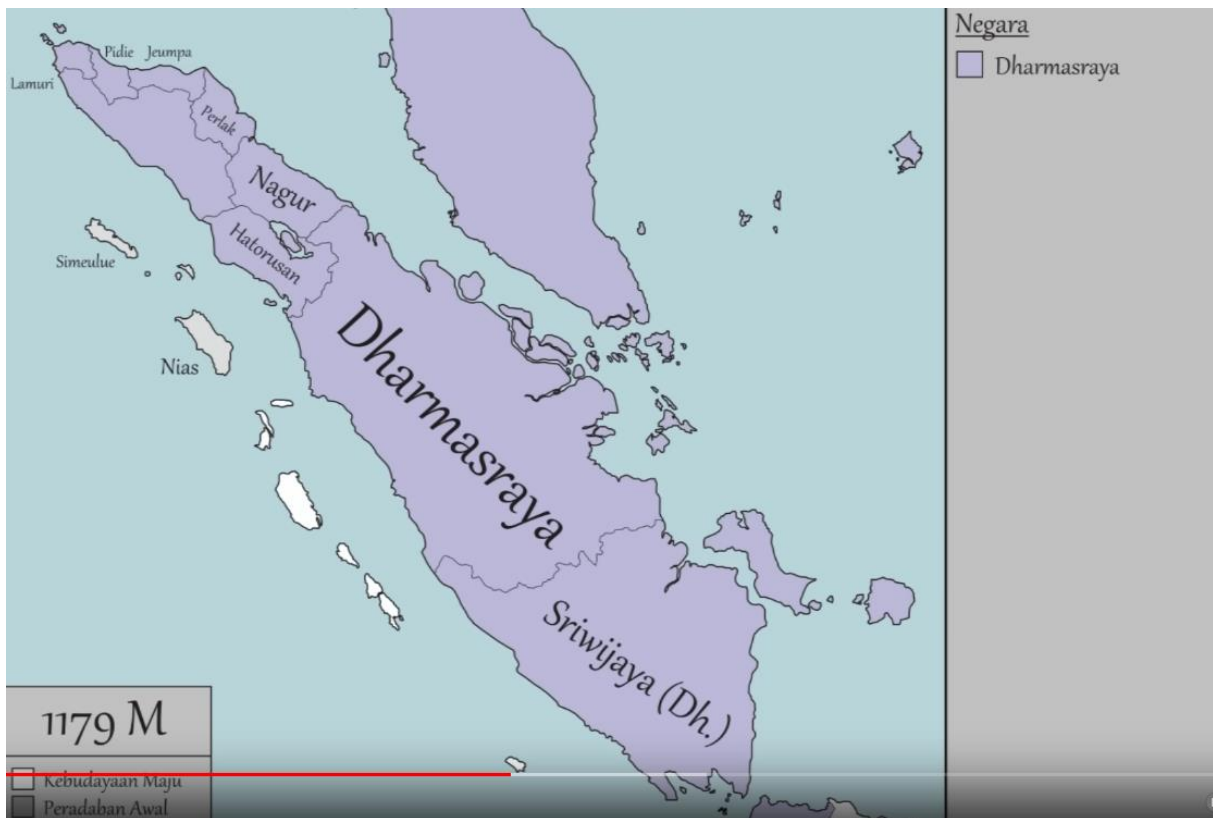 Negara
Dharmasraya
Pidie
Jeumpa
Lamuri
Perlak
Nagur
Hatorusan
Simeulue
Nias
Dharmasraya
Sriwijaya (Dh.)
1179 M
Kebudayaan Maju
Peradaban Awal